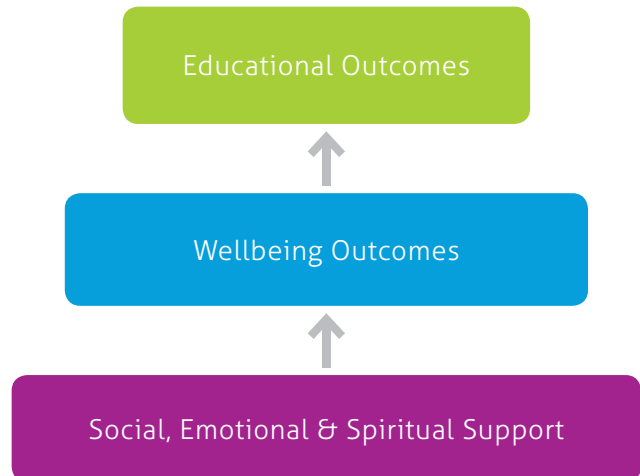 Educational Outcomes
Wellbeing Outcomes
Social, Emotional & Spiritual Support